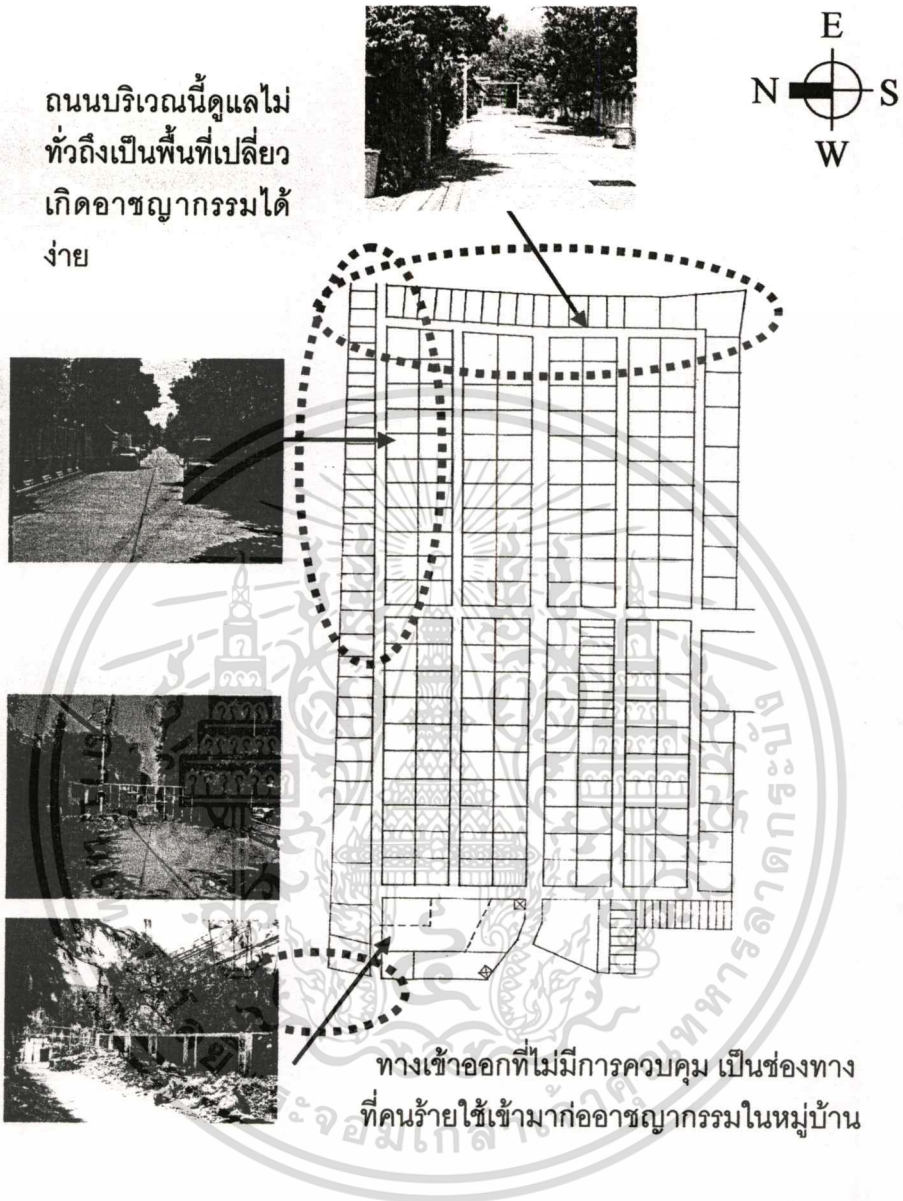 ถนนบริเวณนี้ดูแลไม่
ทั่วถึงเป็นพื้นที่เปลี่ยว
เกิดอาชญากรรมได้
ง่าย
E
N S
W
ทางเข้าออกที่ไม่มีการควบคุม เป็นช่องทาง
ที่คนร้ายใช้เข้ามาก่ออาชญากรรมในหมู่บ้าน